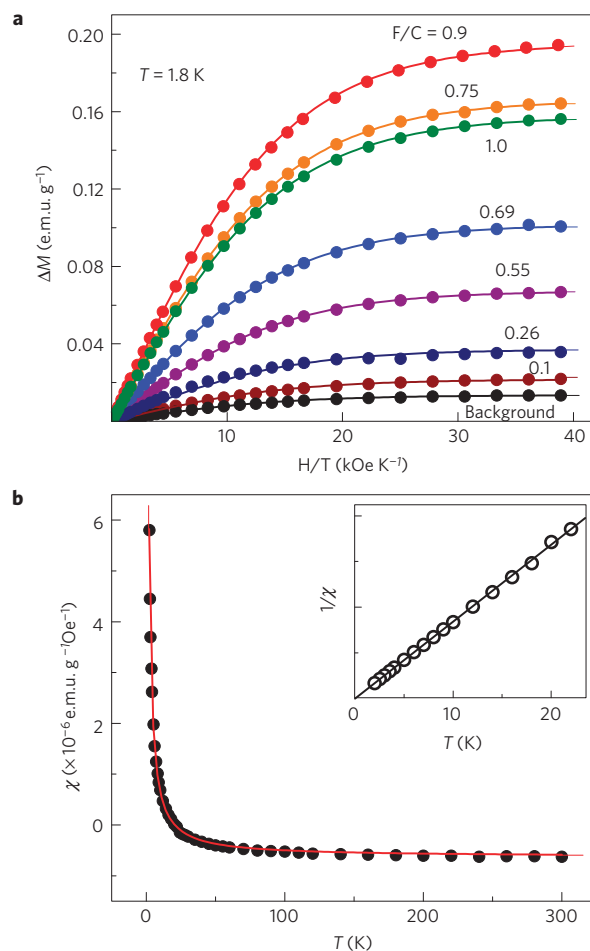 a
0.20
F/C = 0.9
T = 1.8 K
0.16
0.75
1.0
0.12
ΔM (e.m.u. g⁻¹)
0.69
0.08
0.55
0.04
0.26
0.1
Background
10 20 30 40
H/T (kOe K⁻¹)
b
6
4
2
0
χ (× 10⁻⁶ e.m.u. g⁻¹Oe⁻¹)
0 100 200 300
T (K)
1/χ
0 10 20
T (K)